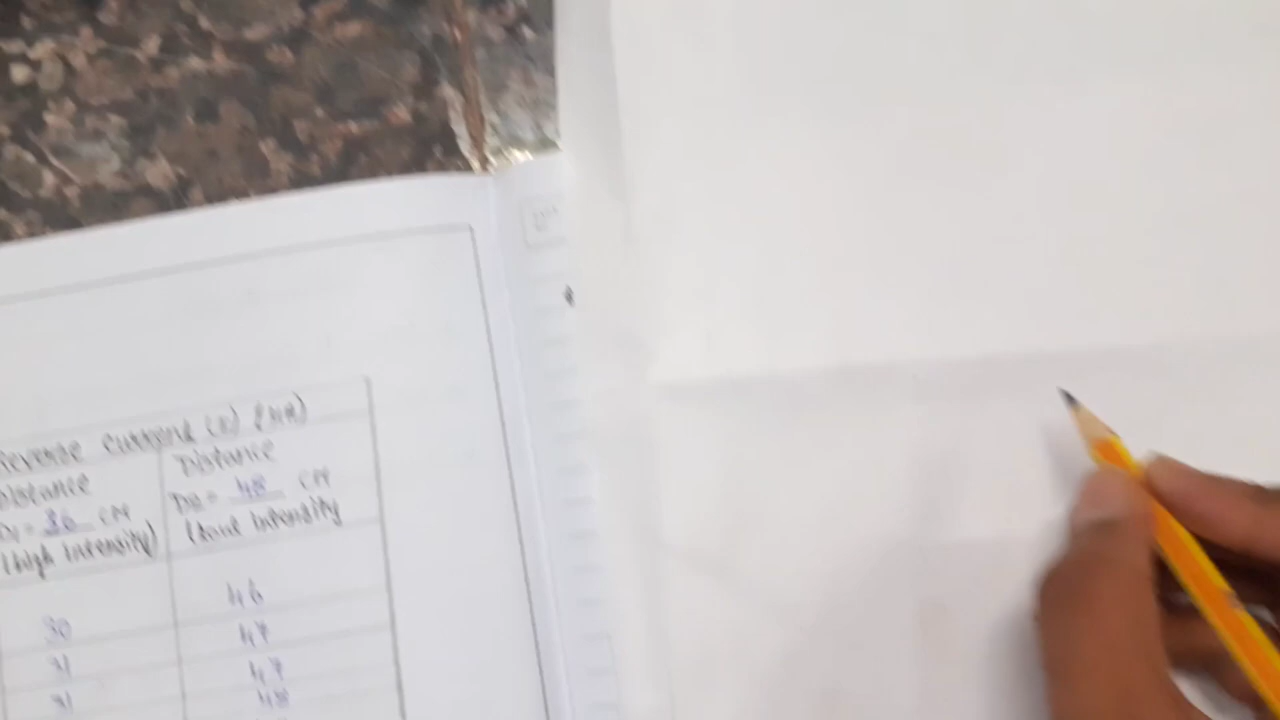 Reverse Current (I) (MA)
Distance
D1 = 36 CM
(high Intensity)
Distance
D2 = 48 CM
(Low Intensity
46
30 47
31 47
31 48